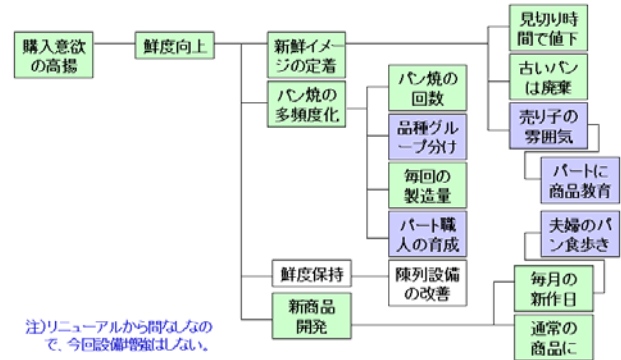 購入意欲
の高揚
鮮度向上
新鮮イメー
ジの定着
見切り時
間で値下
古いパン
は廃棄
売り子の
雰囲気
パートに
商品教育
パン焼の
多頻度化
パン焼の
回数
品種グル
ープ分け
毎回の
製造量
パート職
人の育成
鮮度保持
陳列設備
の改善
新商品
開発
夫婦のパ
ン食歩き
毎月の
新作日
通常の
商品に
注)リニューアルから間なしなの
で、今回設備増強はしない。